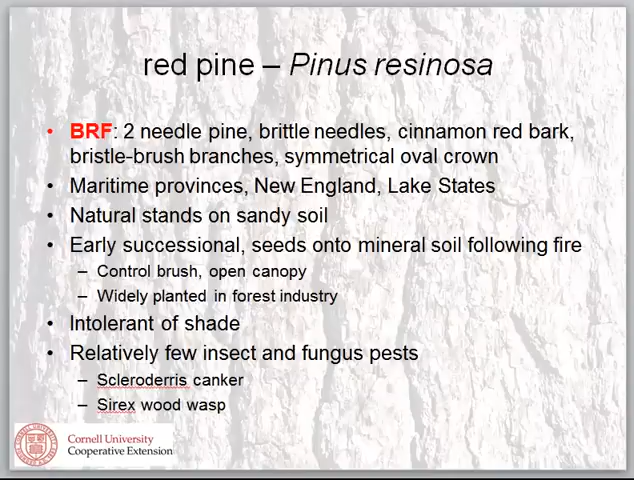 red pine – Pinus resinosa
• BRF: 2 needle pine, brittle needles, cinnamon red bark,
bristle-brush branches, symmetrical oval crown
• Maritime provinces, New England, Lake States
• Natural stands on sandy soil
• Early successional, seeds onto mineral soil following fire
– Control brush, open canopy
– Widely planted in forest industry
• Intolerant of shade
• Relatively few insect and fungus pests
– Scleroderris canker
– Sirex wood wasp
Cornell University
Cooperative Extension